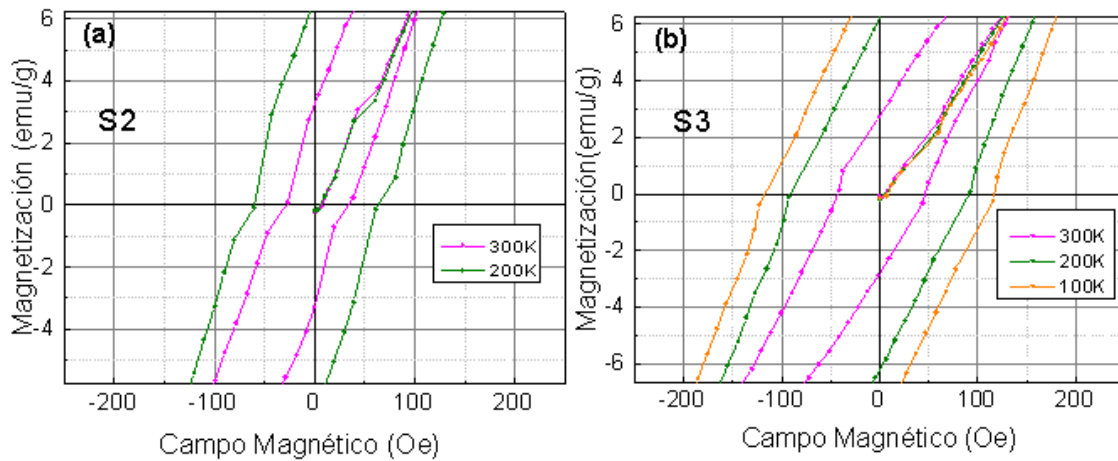 (a)
S2
Magnetización (emu/g)
6
4
2
0
-2
-4
-200
-100
0
100
200
Campo Magnético (Oe)
300K
200K
(b)
S3
Magnetización(emu/g)
6
4
2
0
-2
-4
-6
-200
-100
0
100
200
Campo Magnético (Oe)
300K
200K
100K